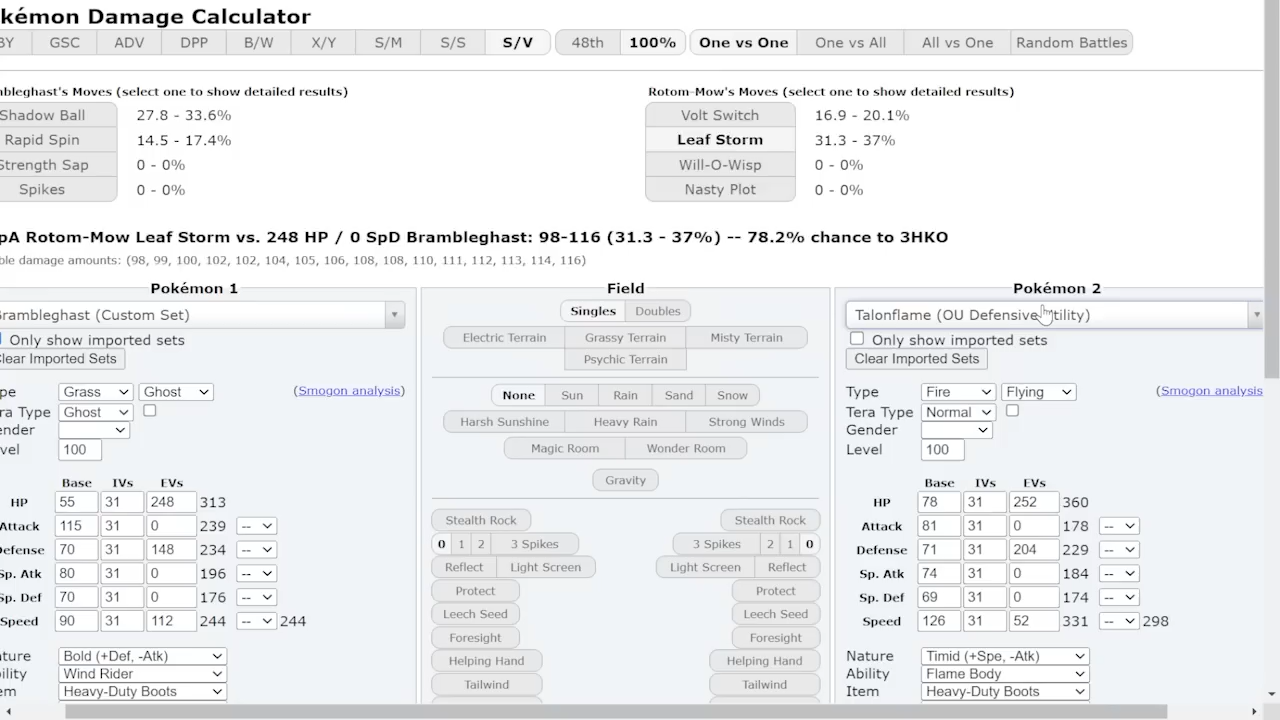 kémon Damage Calculator
BY GSC ADV DPP B/W X/Y S/M S/S S/V 48th 100% One vs One One vs All All vs One Random Battles
mbleghast's Moves (select one to show detailed results) Rotom-Mow's Moves (select one to show detailed results)
Shadow Ball 27.8 - 33.6% Volt Switch 16.9 - 20.1%
Rapid Spin 14.5 - 17.4% Leaf Storm 31.3 - 37%
Strength Sap 0 - 0% Will-O-Wisp 0 - 0%
Spikes 0 - 0% Nasty Plot 0 - 0%
pA Rotom-Mow Leaf Storm vs. 248 HP / 0 SpD Brambleghast: 98-116 (31.3 - 37%) -- 78.2% chance to 3HKO
ble damage amounts: (98, 99, 100, 102, 102, 104, 105, 106, 108, 108, 110, 111, 112, 113, 114, 116)
Pokémon 1 Field Pokémon 2
Brambleghast (Custom Set) Singles Doubles Talonflame (OU Defensive Utility)
Only show imported sets Electric Terrain Grassy Terrain Misty Terrain Only show imported sets
Clear Imported Sets Psychic Terrain Clear Imported Sets
ype Grass Ghost (Smogon analysis) None Sun Rain Sand Snow Type Fire Flying (Smogon analysis)
ra Type Ghost Harsh Sunshine Heavy Rain Strong Winds Tera Type Normal
ender Gender
vel 100 Magic Room Wonder Room Level 100
Gravity
Base IVs EVs Base IVs EVs
HP 55 31 248 313 HP 78 31 252 360
Attack 115 31 0 239 -- Stealth Rock Stealth Rock Attack 81 31 0 178 --
Defense 70 31 148 234 -- 0 1 2 3 Spikes 3 Spikes 2 1 0 Defense 71 31 204 229 --
Sp. Atk 80 31 0 196 -- Reflect Light Screen Light Screen Reflect Sp. Atk 74 31 0 184 --
Sp. Def 70 31 0 176 -- Protect Protect Sp. Def 69 31 0 174 --
Speed 90 31 112 244 -- 244 Leech Seed Leech Seed Speed 126 31 52 331 -- 298
Foresight Foresight
ature Bold (+Def, -Atk) Helping Hand Helping Hand Nature Timid (+Spe, -Atk)
bility Wind Rider Tailwind Tailwind Ability Flame Body
em Heavy-Duty Boots Item Heavy-Duty Boots